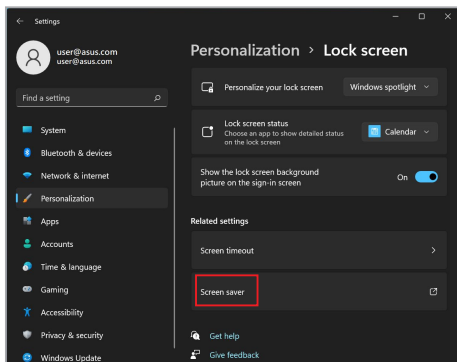 Settings
user@asus.com
user@asus.com
Find a setting
System
Bluetooth & devices
Network & internet
Personalization
Apps
Accounts
Time & language
Gaming
Accessibility
Privacy & security
Windows Update
Personalization > Lock screen
Personalize your lock screen
Windows spotlight
Lock screen status
Choose an app to show detailed status
on the lock screen
Calendar
Show the lock screen background
picture on the sign-in screen
On
Related settings
Screen timeout
Screen saver
Get help
Give feedback